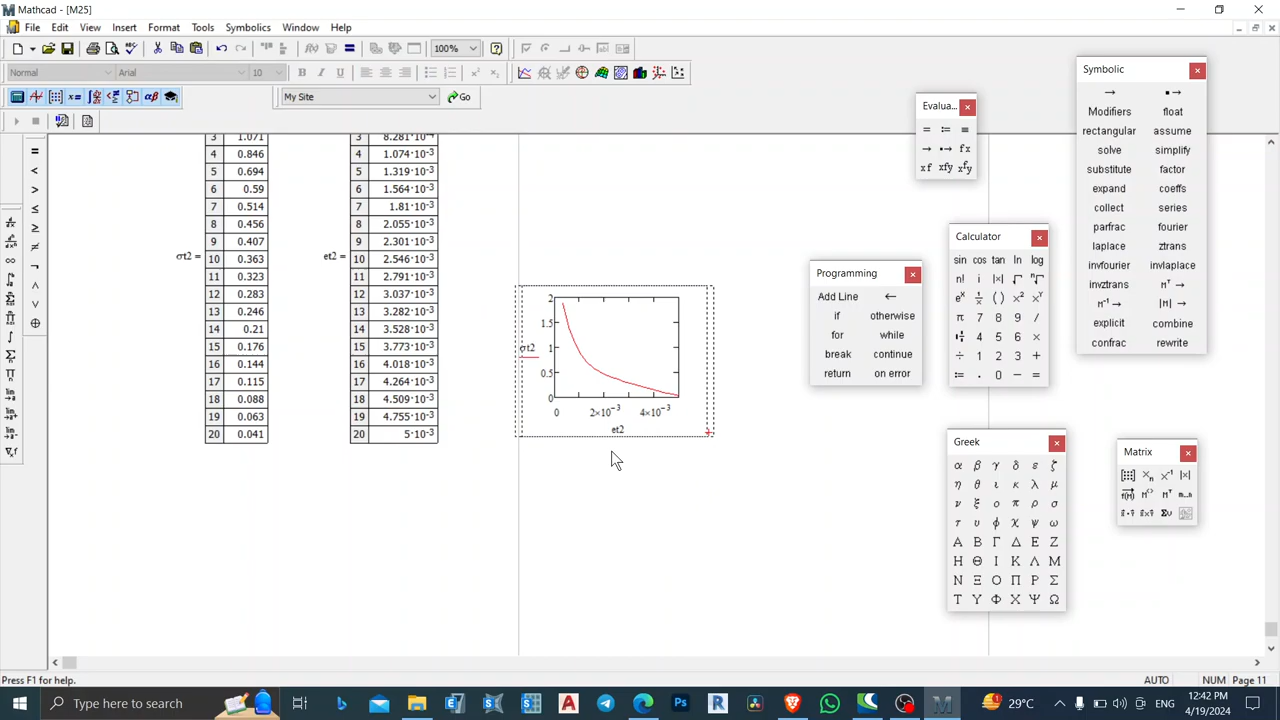 Mathcad - [M25]
File Edit View Insert Format Tools Symbolics Window Help
100%
Normal Arial 10
My Site Go
σt2 =
3 1.071
4 0.846
5 0.694
6 0.59
7 0.514
8 0.456
9 0.407
10 0.363
11 0.323
12 0.283
13 0.246
14 0.21
15 0.176
16 0.144
17 0.115
18 0.088
19 0.063
20 0.041
et2 =
3 8.281·10-4
4 1.074·10-3
5 1.319·10-3
6 1.564·10-3
7 1.81·10-3
8 2.055·10-3
9 2.301·10-3
10 2.546·10-3
11 2.791·10-3
12 3.037·10-3
13 3.282·10-3
14 3.528·10-3
15 3.773·10-3
16 4.018·10-3
17 4.264·10-3
18 4.509·10-3
19 4.755·10-3
20 5·10-3
2
1.5
σt2 1
0.5
0
0 2×10-3 4×10-3
et2
Evalua...
= := ≡
→ ▪→ fx
xf xfy xfy
Programming
Add Line ←
if otherwise
for while
break continue
return on error
Calculator
sin cos tan ln log
n! i |×| √ n√
eˣ 1/x ( ) ×² ×ʸ
π 7 8 9 /
4 5 6 ×
÷ 1 2 3 +
:= . 0 − =
Symbolic
→ ▪→
Modifiers float
rectangular assume
solve simplify
substitute factor
expand coeffs
collect series
parfrac fourier
laplace ztrans
invfourier invlaplace
invztrans Mᵀ→
M⁻¹→ |M|→
explicit combine
confrac rewrite
Greek
α β γ δ ε ζ
η θ ι κ λ μ
ν ξ ο π ρ σ
τ υ ϕ χ ψ ω
Α Β Γ Δ Ε Ζ
Η Θ Ι Κ Λ Μ
Ν Ξ Ο Π Ρ Σ
Τ Υ Φ Χ Ψ Ω
Matrix
Press F1 for help. AUTO NUM Page 11
Type here to search
29°C ENG 12:42 PM
4/19/2024